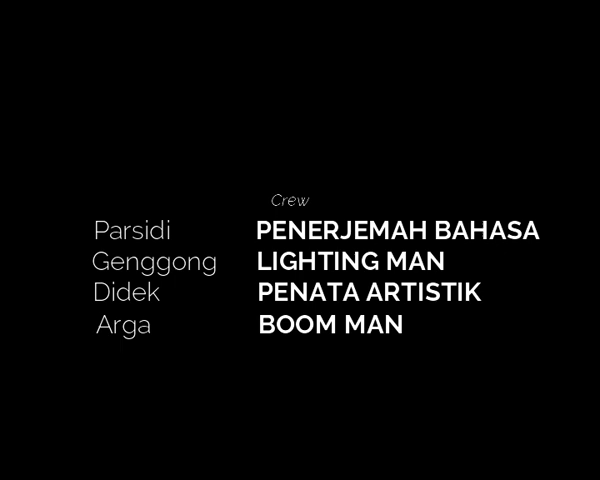 Crew
Parsidi PENERJEMAH BAHASA
Genggong LIGHTING MAN
Didek PENATA ARTISTIK
Arga BOOM MAN